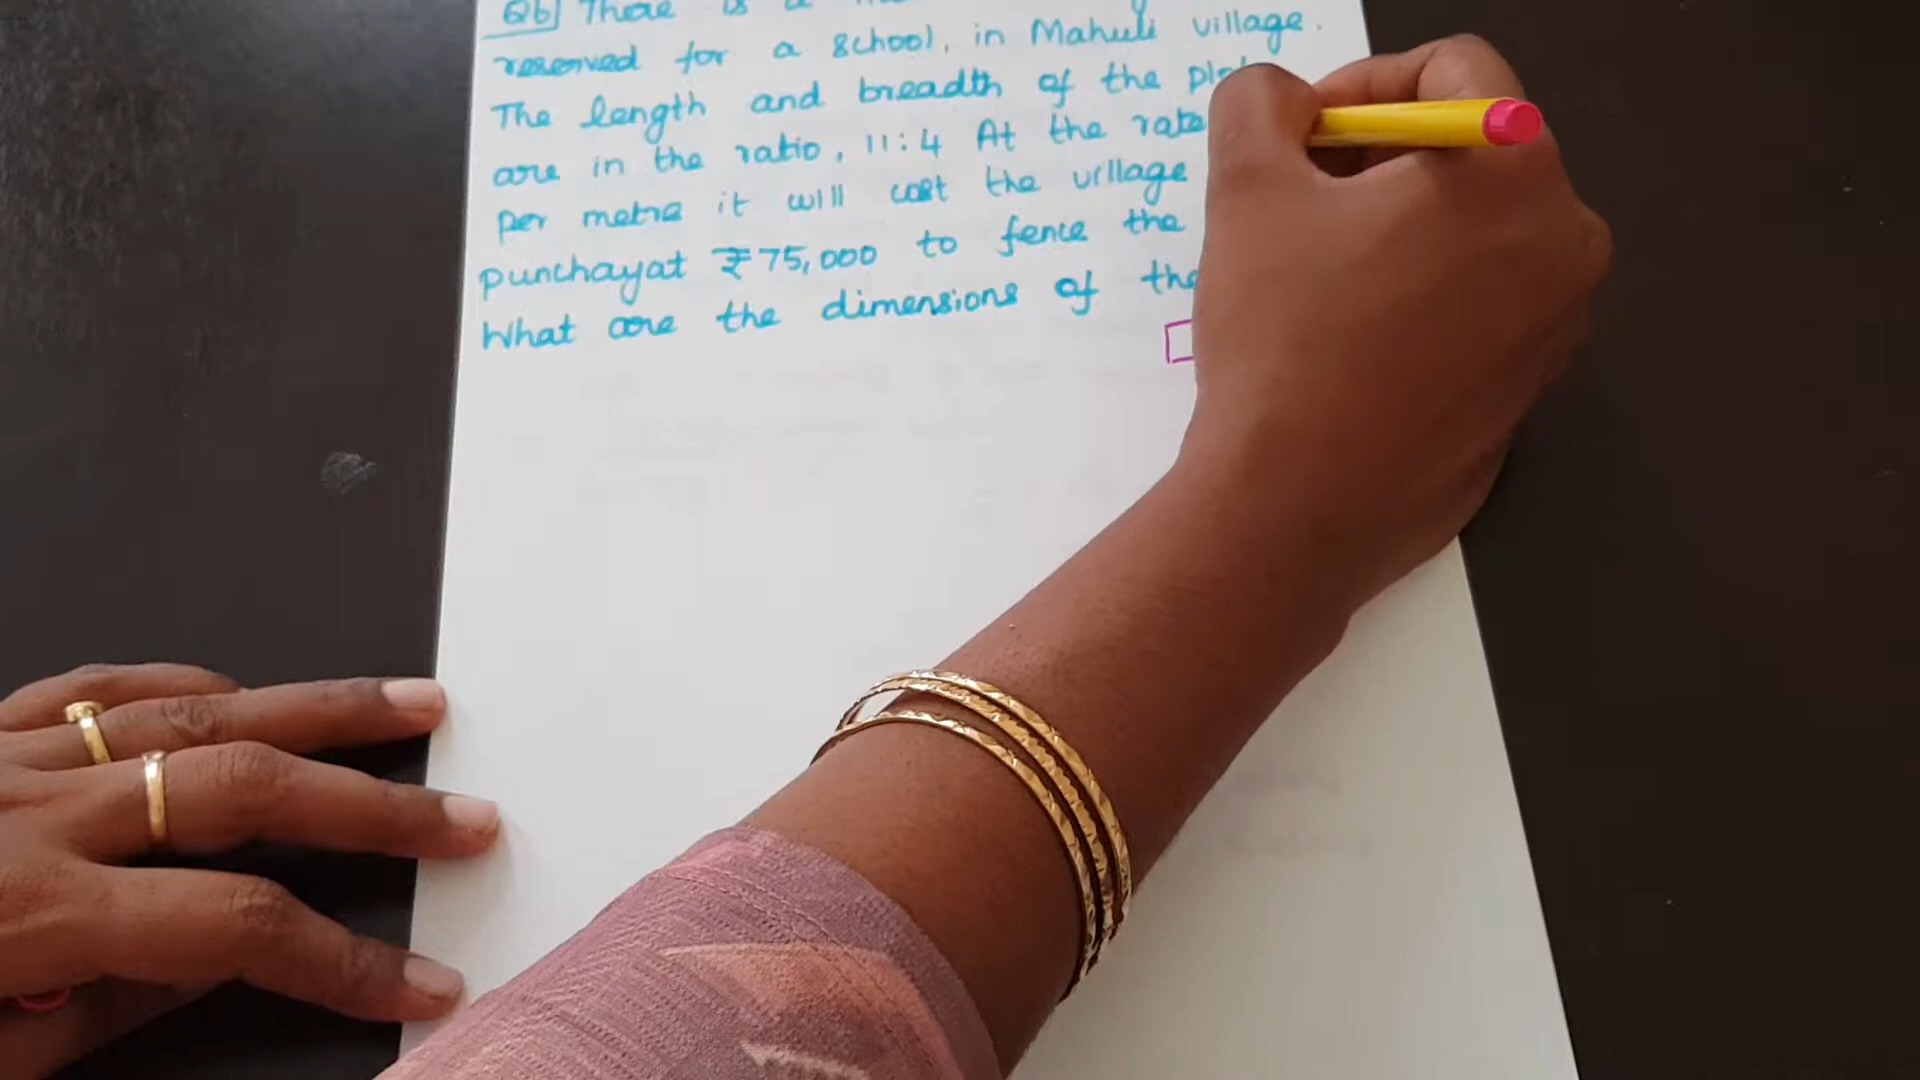 Q6] There is a
reserved for a school, in Mahuli village.
The length and breadth of the plot
are in the ratio, 11:4 At the rate
per metre it will cost the village
punchayat ₹75,000 to fence the
What are the dimensions of the